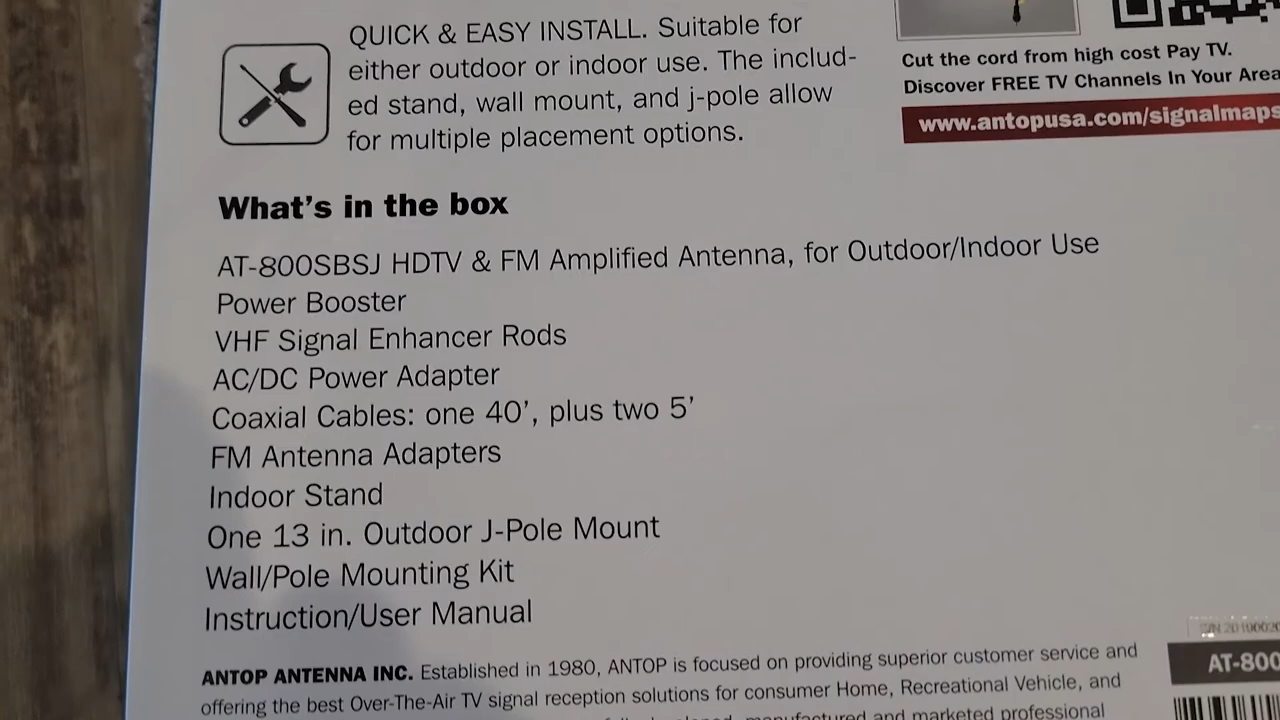 QUICK & EASY INSTALL. Suitable for
either outdoor or indoor use. The includ-
ed stand, wall mount, and j-pole allow
for multiple placement options.
Cut the cord from high cost Pay TV.
Discover FREE TV Channels In Your Area
www.antopusa.com/signalmaps
What's in the box
AT-800SBSJ HDTV & FM Amplified Antenna, for Outdoor/Indoor Use
Power Booster
VHF Signal Enhancer Rods
AC/DC Power Adapter
Coaxial Cables: one 40', plus two 5'
FM Antenna Adapters
Indoor Stand
One 13 in. Outdoor J-Pole Mount
Wall/Pole Mounting Kit
Instruction/User Manual
ANTOP ANTENNA INC. Established in 1980, ANTOP is focused on providing superior customer service and
offering the best Over-The-Air TV signal reception solutions for consumer Home, Recreational Vehicle, and
manufactured and marketed professional
AT-800